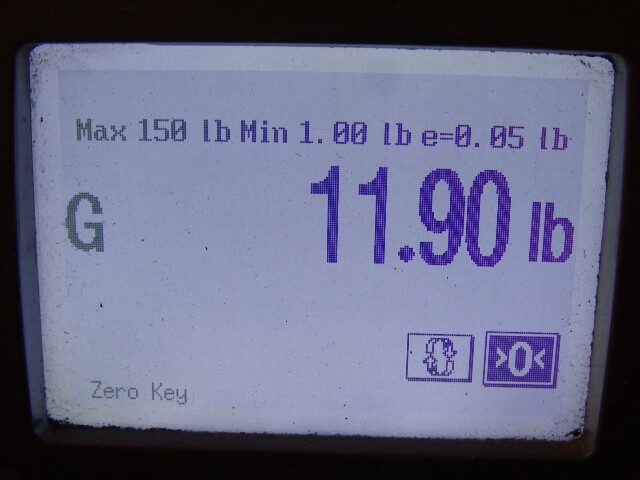 Max 150 lb Min 1.00 lb e=0.05 lb
G 11.90 lb
>0<
Zero Key